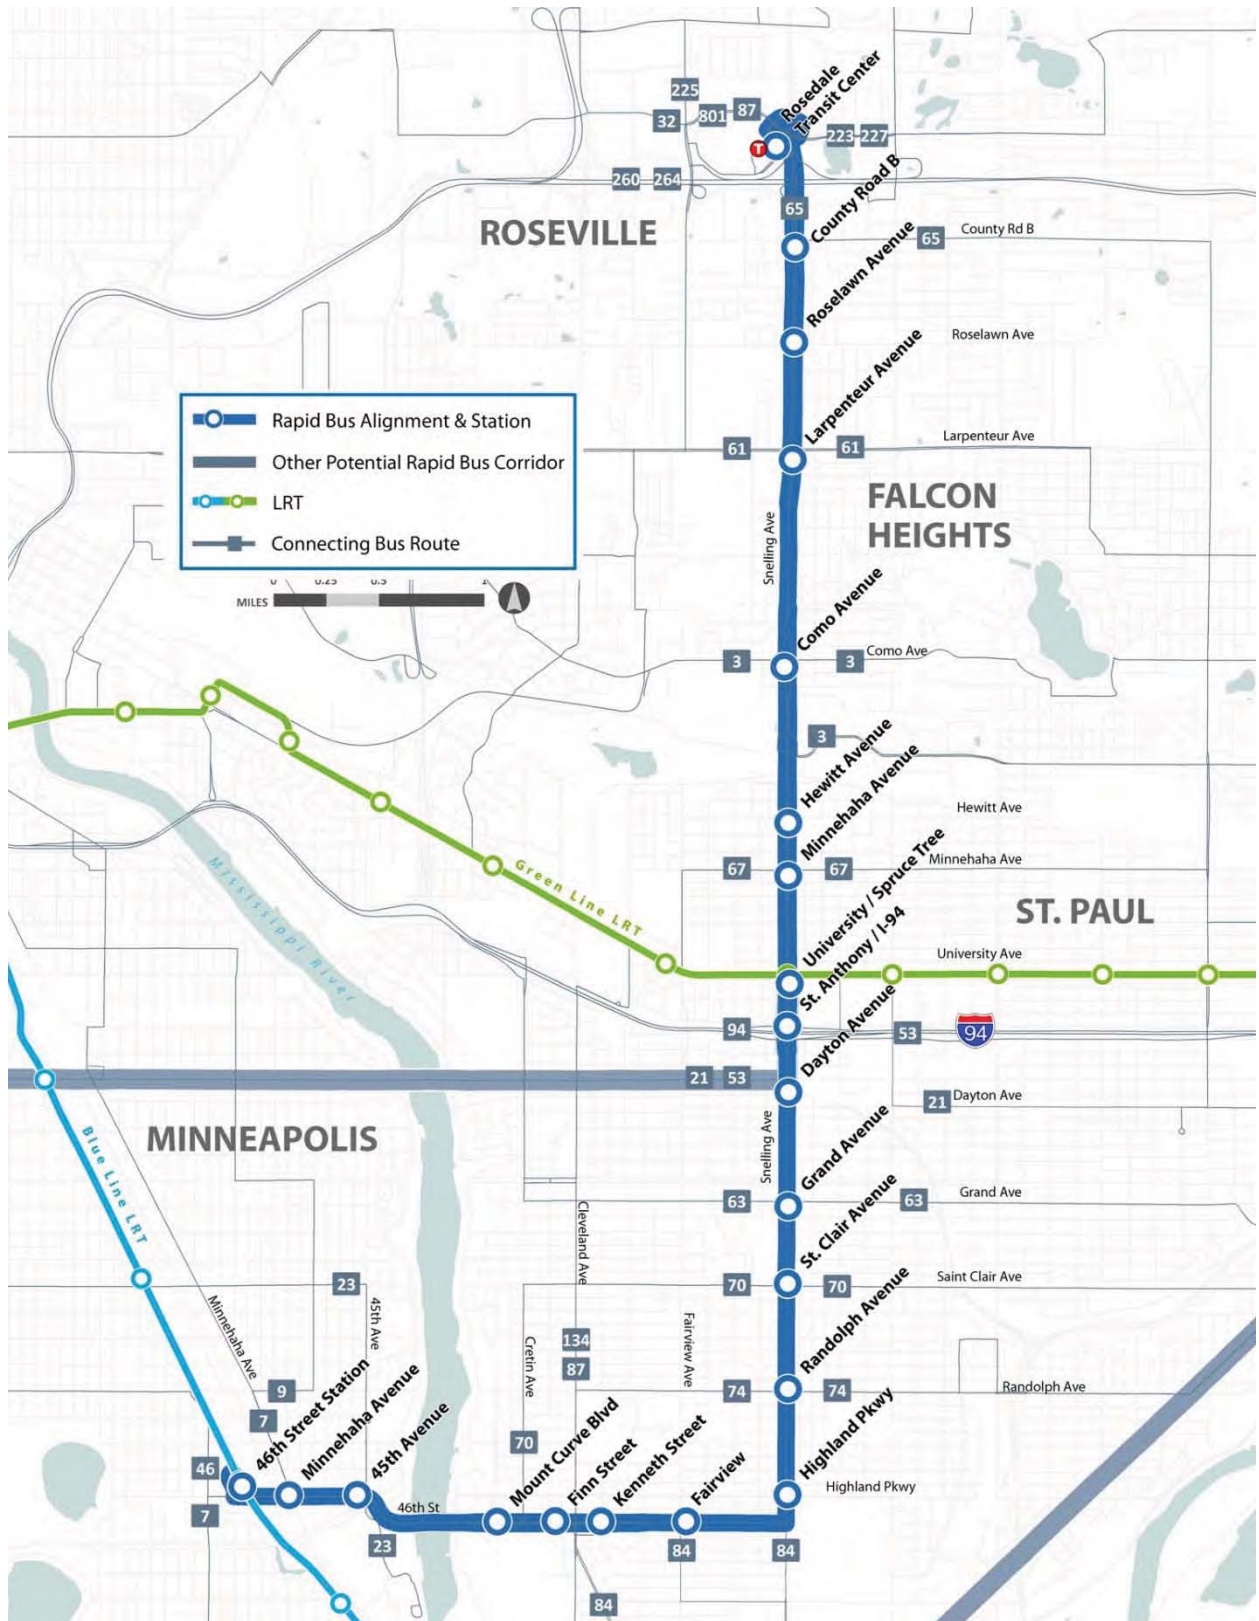 225
32
801
87
Rosedale
Transit Center
T
223
227
260
264
65
ROSEVILLE
County Road B
65
County Rd B
Roselawn Avenue
Roselawn Ave
Larpenteur Avenue
61
61
Larpenteur Ave
Rapid Bus Alignment & Station
Other Potential Rapid Bus Corridor
LRT
Connecting Bus Route
0
0.25
0.5
1
MILES
FALCON
HEIGHTS
Snelling Ave
Como Avenue
3
3
Como Ave
3
Hewitt Avenue
Hewitt Ave
Minnehaha Avenue
67
67
Minnehaha Ave
Mississippi River
Green Line LRT
University / Spruce Tree
ST. PAUL
University Ave
St. Anthony / I-94
94
53
94
21
53
Dayton Avenue
21
Dayton Ave
MINNEAPOLIS
Blue Line LRT
Snelling Ave
Grand Avenue
63
63
Grand Ave
Cleveland Ave
St. Clair Avenue
70
70
Saint Clair Ave
23
45th Ave
Minnehaha Ave
134
87
Cretin Ave
Fairview Ave
Randolph Avenue
74
74
Randolph Ave
9
7
70
46
7
46th Street Station
Minnehaha Avenue
45th Avenue
46th St
23
Mount Curve Blvd
Finn Street
Kenneth Street
Fairview
Highland Pkwy
Highland Pkwy
84
84
84